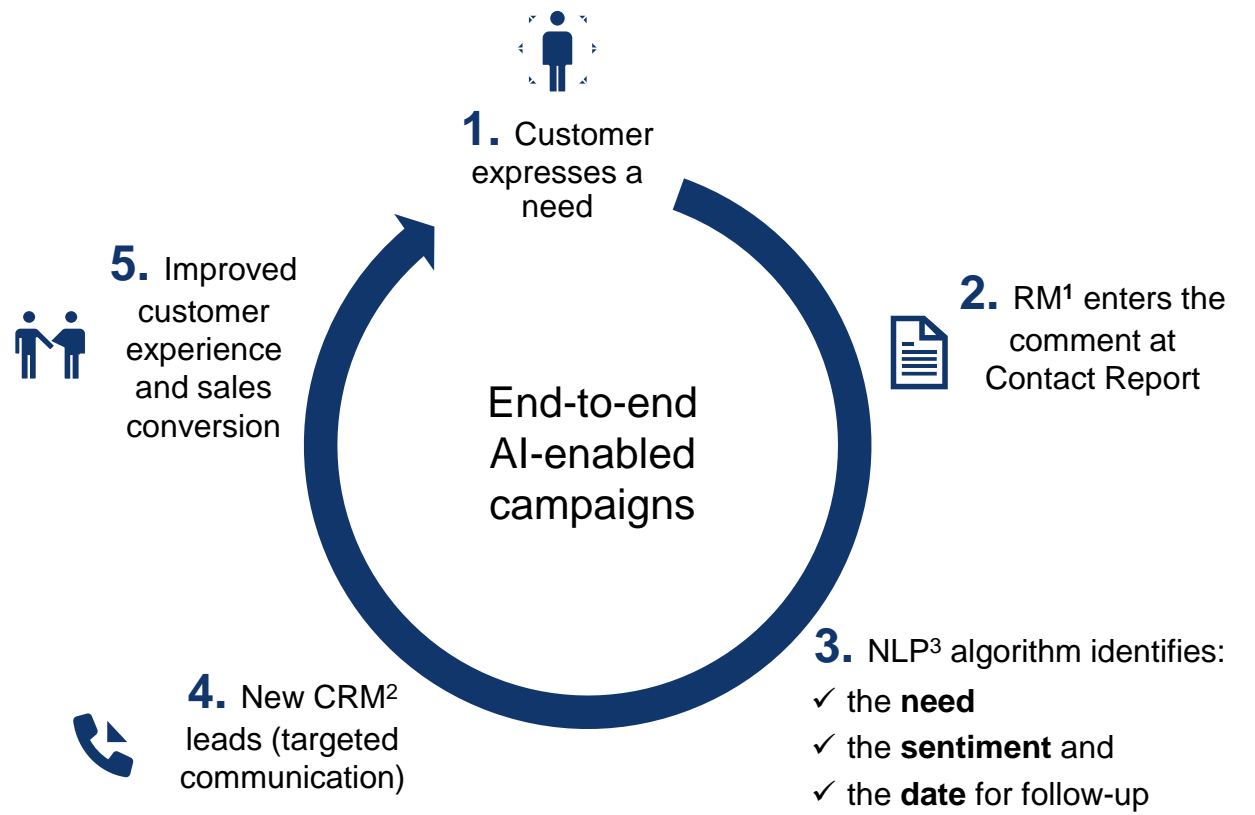 1. Customer
expresses a
need
2. RM¹ enters the
comment at
Contact Report
3. NLP³ algorithm identifies:
✓ the need
✓ the sentiment and
✓ the date for follow-up
4. New CRM²
leads (targeted
communication)
5. Improved
customer
experience
and sales
conversion
End-to-end
AI-enabled
campaigns